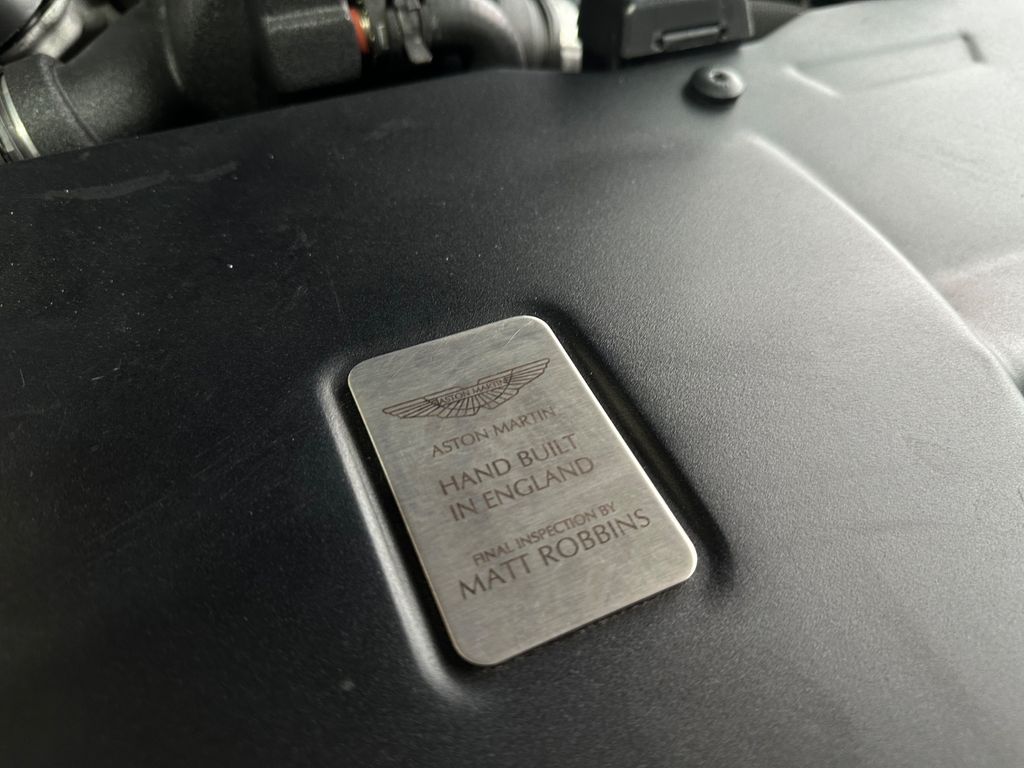 ASTON MARTIN
ASTON MARTIN
HAND BUILT
IN ENGLAND
FINAL INSPECTION BY
MATT ROBBINS